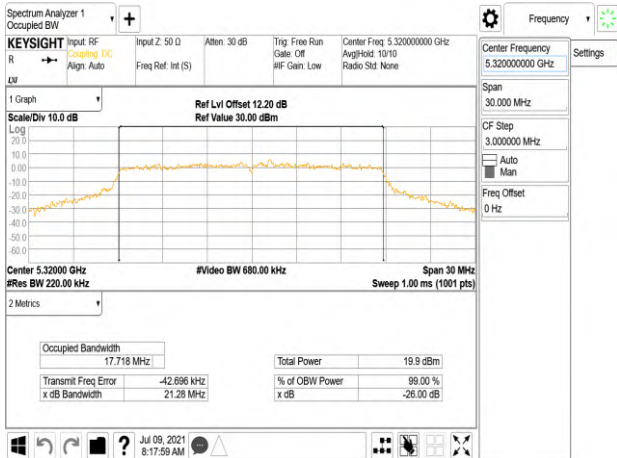 Spectrum Analyzer 1
Occupied BW
KEYSIGHT
R
Input: RF
Coupling: DC
Align: Auto
Input Z: 50 Ω
Freq Ref: Int (S)
Atten: 30 dB
Trig: Free Run
Gate: Off
#IF Gain: Low
Center Freq: 5.320000000 GHz
Avg|Hold: 10/10
Radio Std: None
1 Graph
Scale/Div 10.0 dB
Ref Lvl Offset 12.20 dB
Ref Value 30.00 dBm
Log
20.0
10.0
0.00
-10.0
-20.0
-30.0
-40.0
-50.0
-60.0
Center 5.32000 GHz
#Res BW 220.00 kHz
#Video BW 680.00 kHz
Span 30 MHz
Sweep 1.00 ms (1001 pts)
2 Metrics
Occupied Bandwidth
17.718 MHz
Transmit Freq Error -42.696 kHz
x dB Bandwidth 21.28 MHz
Total Power 19.9 dBm
% of OBW Power 99.00 %
x dB -26.00 dB
Jul 09, 2021
8:17:59 AM
Frequency
Center Frequency
5.320000000 GHz
Span
30.000 MHz
CF Step
3.000000 MHz
Auto
Man
Freq Offset
0 Hz
Settings